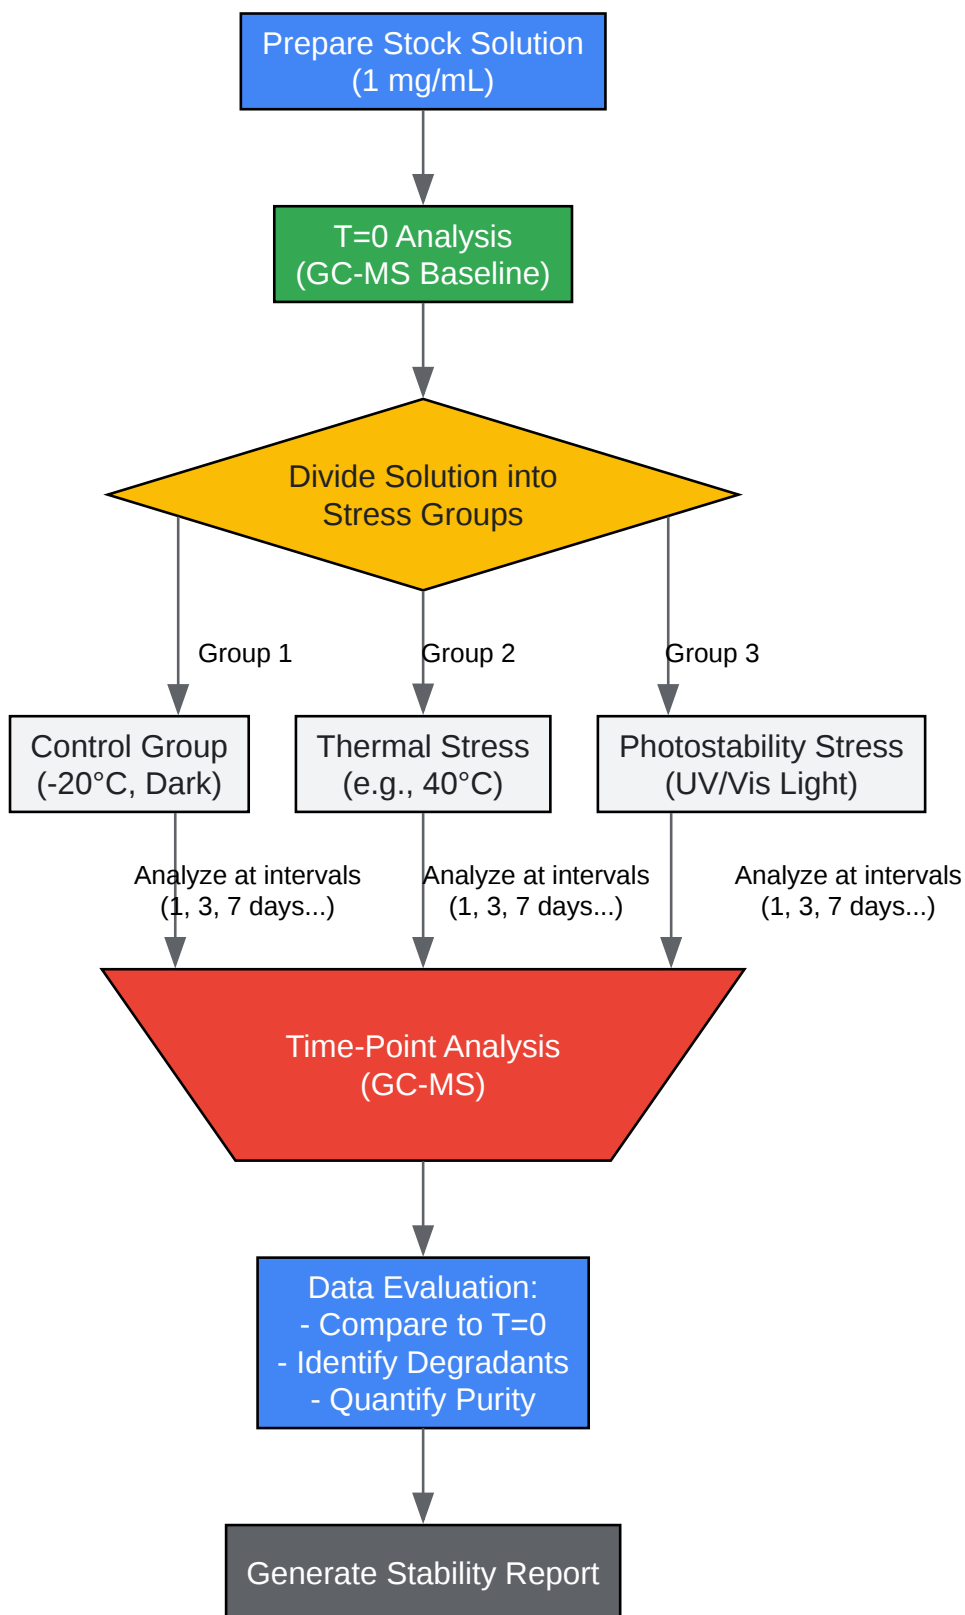 Prepare Stock Solution
(1 mg/mL)
T=0 Analysis
(GC-MS Baseline)
Divide Solution into
Stress Groups
Group 1
Group 2
Group 3
Control Group
(-20°C, Dark)
Thermal Stress
(e.g., 40°C)
Photostability Stress
(UV/Vis Light)
Analyze at intervals
(1, 3, 7 days...)
Analyze at intervals
(1, 3, 7 days...)
Analyze at intervals
(1, 3, 7 days...)
Time-Point Analysis
(GC-MS)
Data Evaluation:
- Compare to T=0
- Identify Degradants
- Quantify Purity
Generate Stability Report